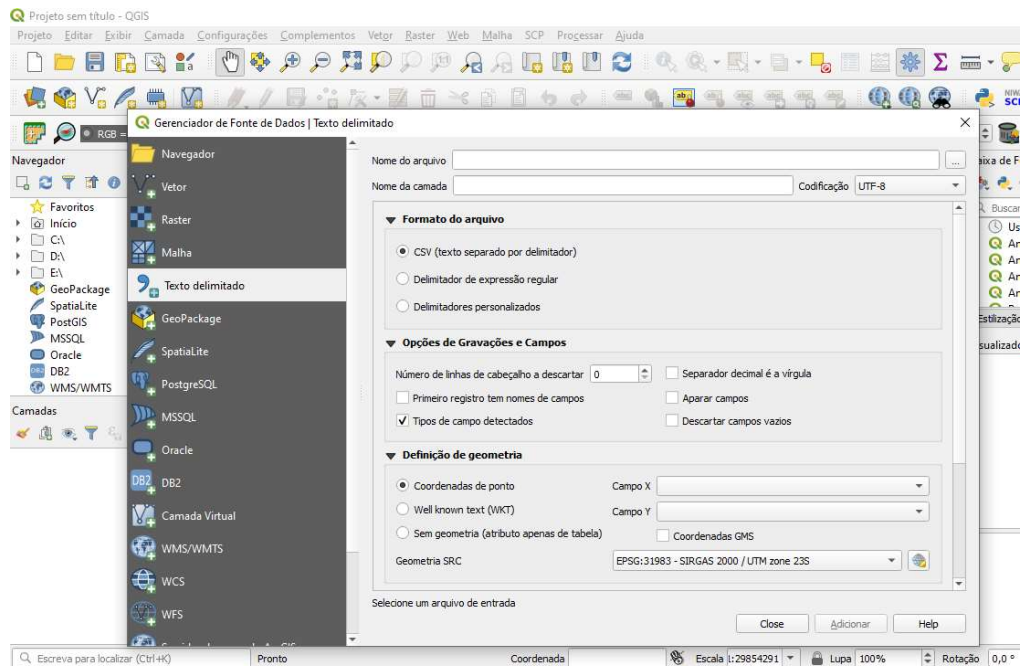 Projeto sem título - QGIS
Projeto Editar Exibir Camada Configurações Complementos Vetor Raster Web Malha SCP Processar Ajuda
RGB =
Gerenciador de Fonte de Dados | Texto delimitado
Navegador
Favoritos
Início
C:\
D:\
E:\
GeoPackage
SpatiaLite
PostGIS
MSSQL
Oracle
DB2
WMS/WMTS
Camadas
Navegador
Vetor
Raster
Malha
Texto delimitado
GeoPackage
SpatiaLite
PostgreSQL
MSSQL
Oracle
DB2
Camada Virtual
WMS/WMTS
WCS
WFS
Nome do arquivo
...
Nome da camada
Codificação UTF-8
Formato do arquivo
CSV (texto separado por delimitador)
Delimitador de expressão regular
Delimitadores personalizados
Opções de Gravações e Campos
Número de linhas de cabeçalho a descartar 0
Separador decimal é a vírgula
Primeiro registro tem nomes de campos
Aparar campos
Tipos de campo detectados
Descartar campos vazios
Definição de geometria
Coordenadas de ponto
Campo X
Well known text (WKT)
Campo Y
Sem geometria (atributo apenas de tabela)
Coordenadas GMS
Geometria SRC
EPSG:31983 - SIRGAS 2000 / UTM zone 23S
Selecione um arquivo de entrada
Close
Adicionar
Help
Escreva para localizar (Ctrl+K)
Pronto
Coordenada
Escala 1:29854291
Lupa 100%
Rotação 0,0 °